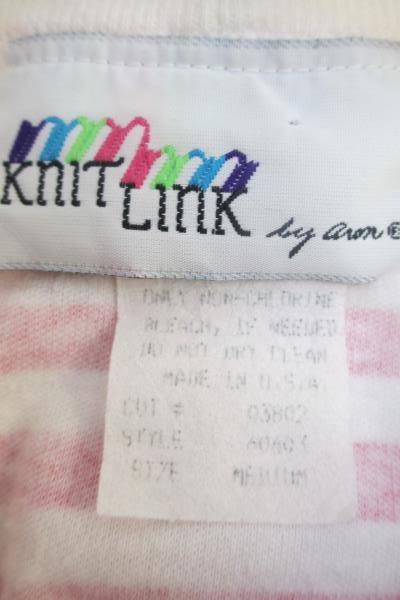 KNIT LINK by aron ®
ONLY NON-CHLORINE
BLEACH, IF NEEDED
DO NOT DRY CLEAN
MADE IN U.S.A.
CUT # 03802
STYLE 60603
SIZE MEDIUM